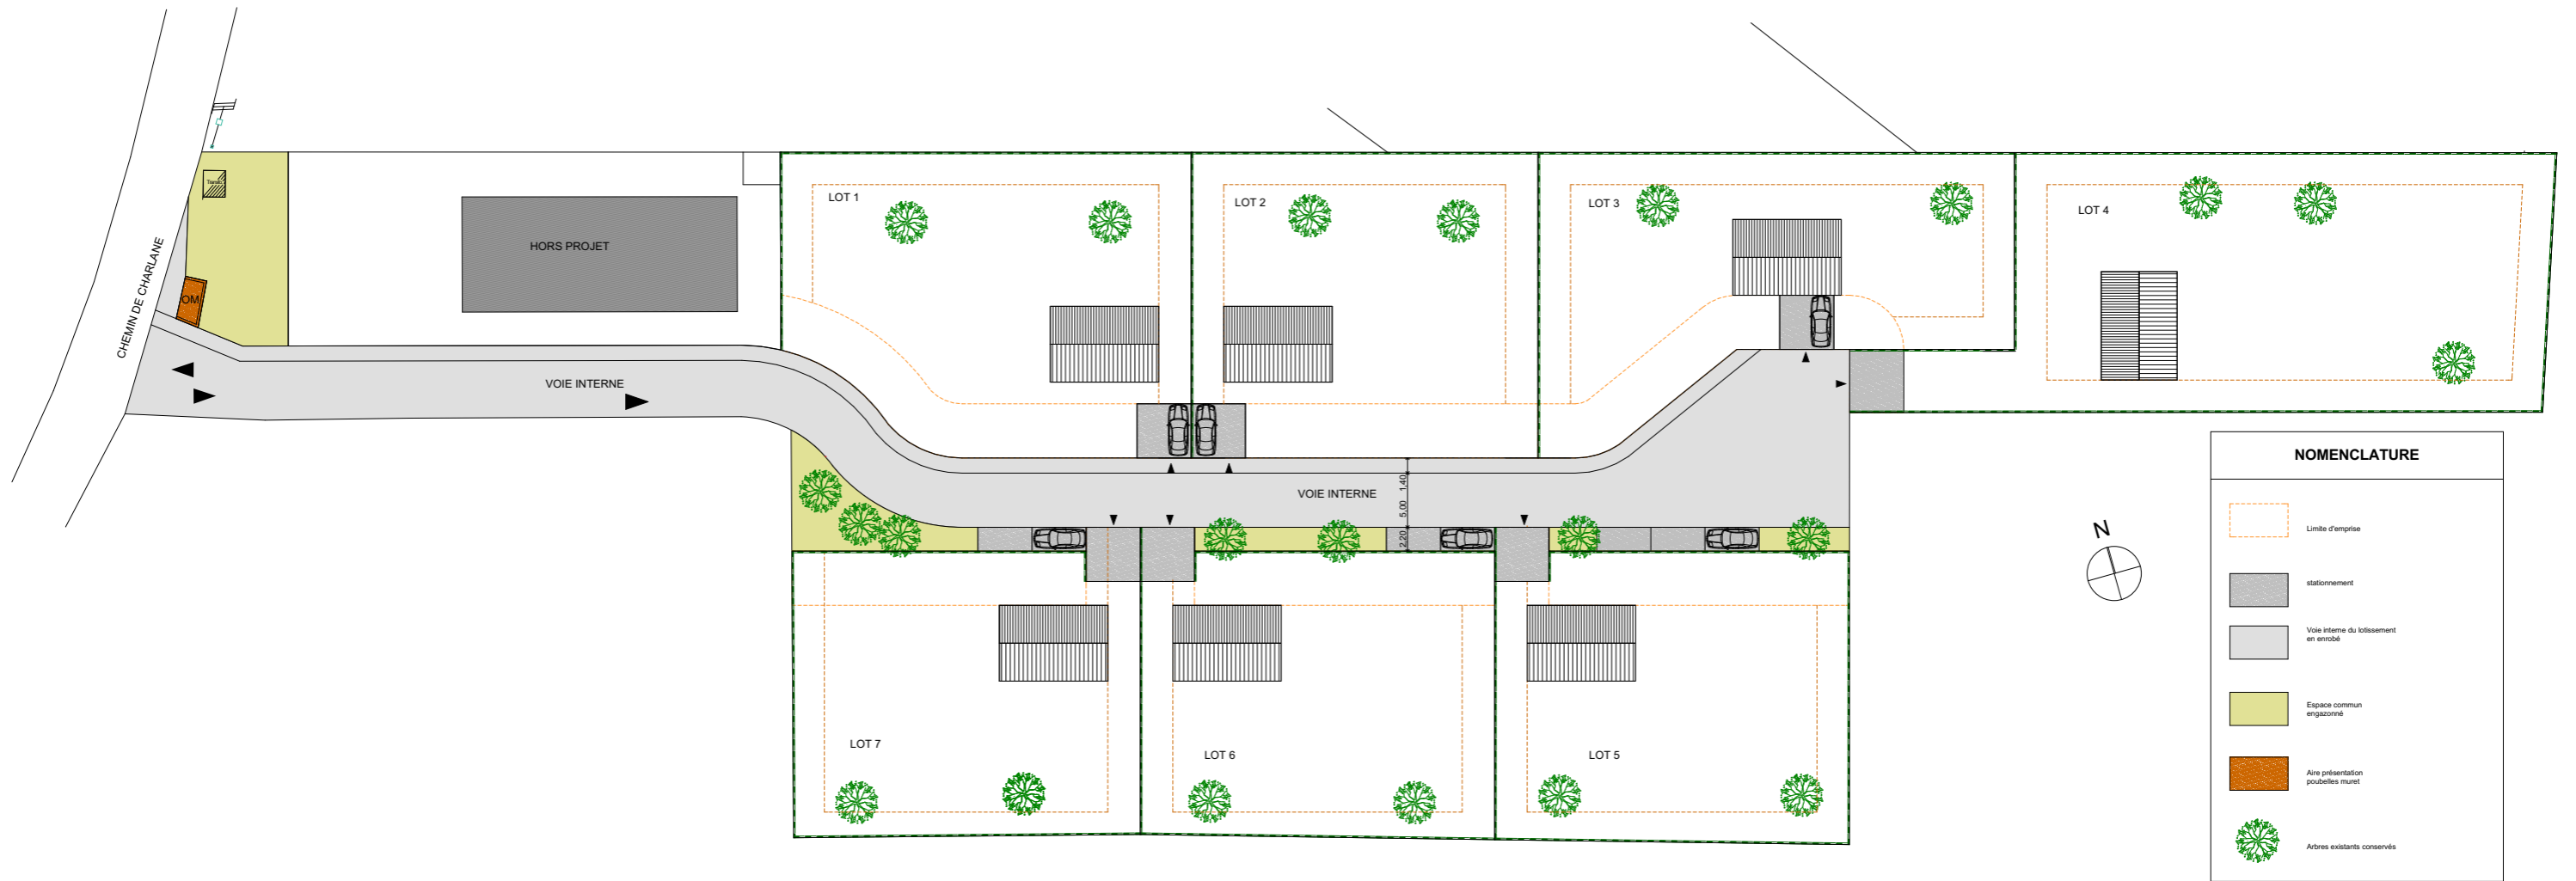 LOT 1
LOT 2
LOT 3
LOT 4
HORS PROJET
OM
CHEMIN DE CHARLANE
VOIE INTERNE
VOIE INTERNE
1,40
5,00
2,20
LOT 7
LOT 6
LOT 5
N
NOMENCLATURE
Limite d'emprise
stationnement
Voie interne du lotissement
en enrobé
Espace commun
engazonné
Aire présentation
poubelles muret
Arbres existants conservés